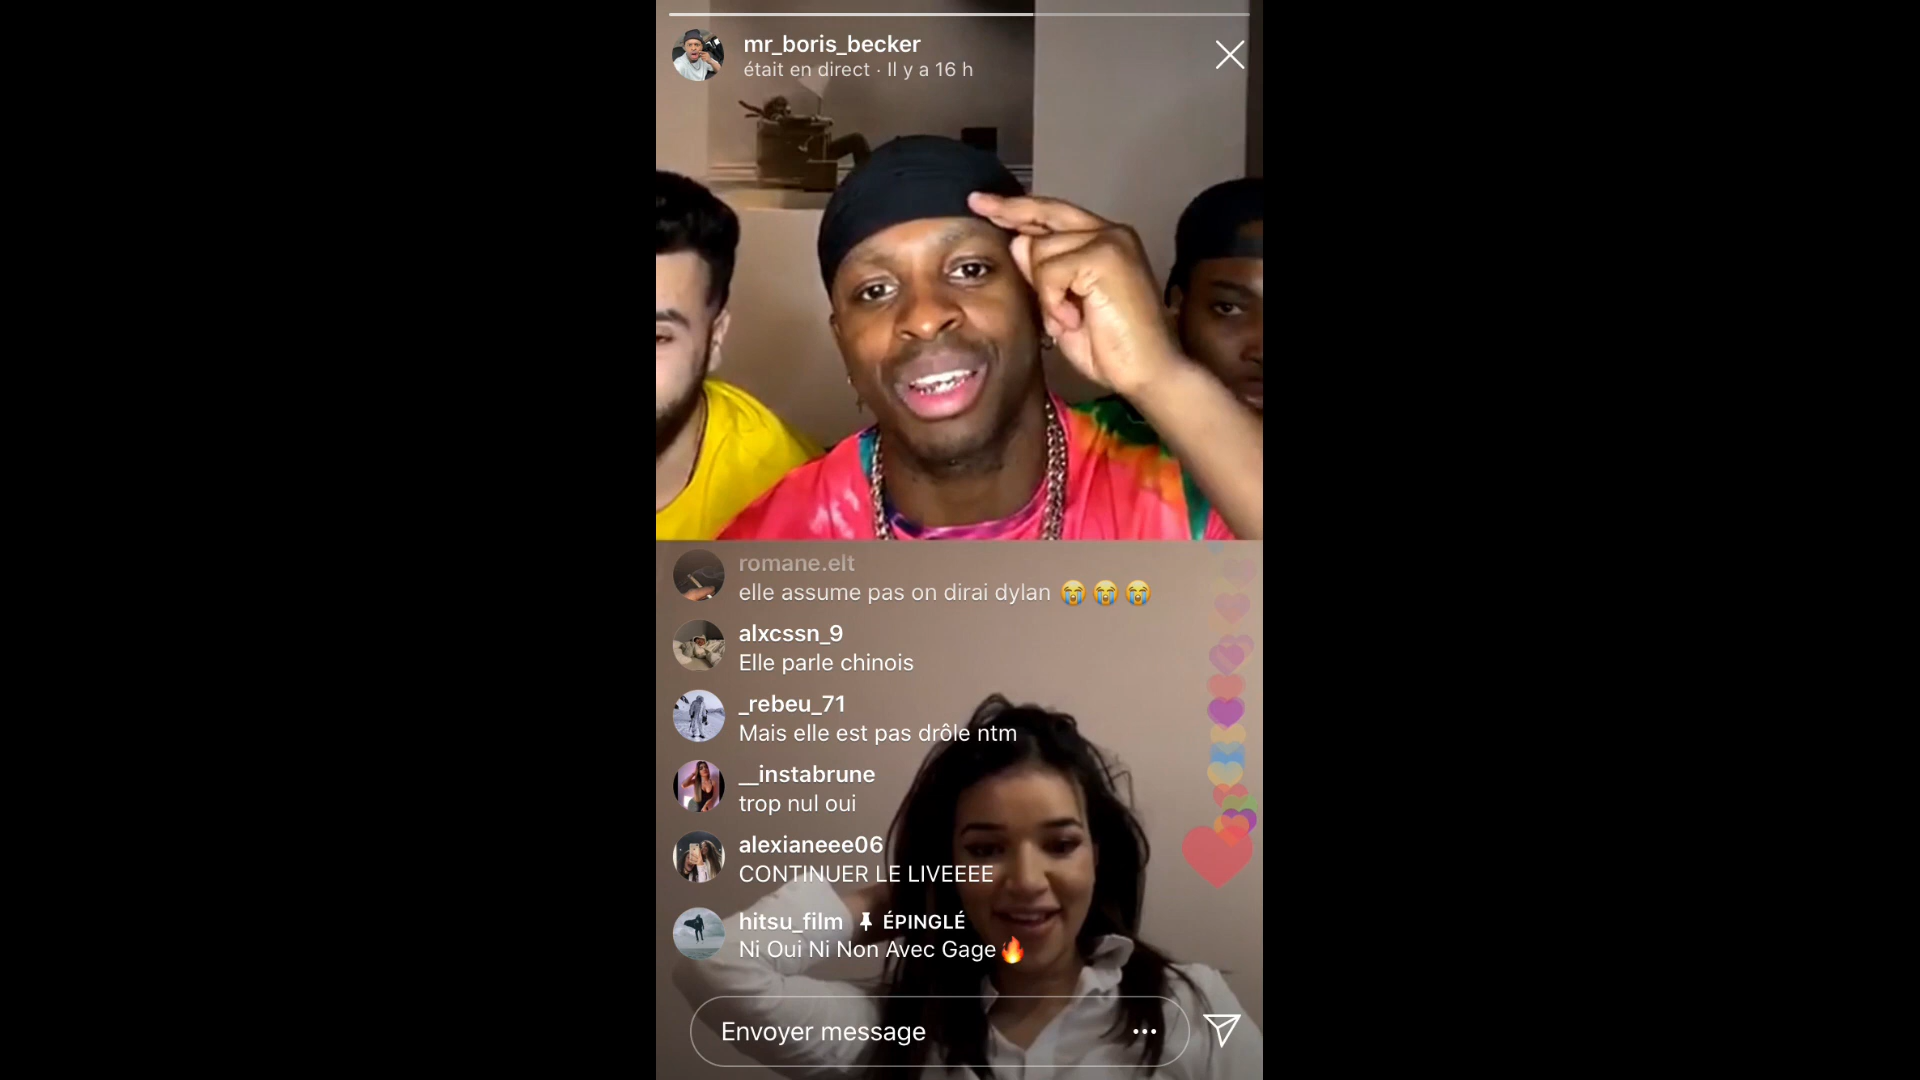 mr_boris_becker
était en direct · Il y a 16 h
romane.elt
elle assume pas on dirai dylan 😭😭😭
alxcssn_9
Elle parle chinois
_rebeu_71
Mais elle est pas drôle ntm
__instabrune
trop nul oui
alexianeee06
CONTINUER LE LIVEEEE
hitsu_film 📌 ÉPINGLÉ
Ni Oui Ni Non Avec Gage🔥
Envoyer message